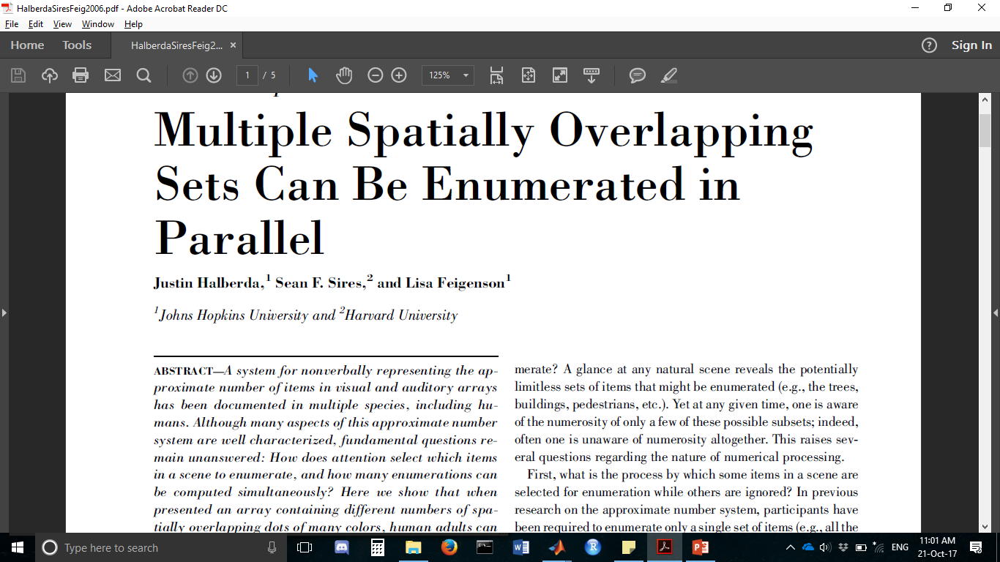 HalberdaSiresFeig2006.pdf - Adobe Acrobat Reader DC
File Edit View Window Help
Home Tools HalberdaSiresFeig2... × ? Sign In
1 / 5 125%
Multiple Spatially Overlapping
Sets Can Be Enumerated in
Parallel
Justin Halberda,1 Sean F. Sires,2 and Lisa Feigenson1
1Johns Hopkins University and 2Harvard University
ABSTRACT—A system for nonverbally representing the ap-
proximate number of items in visual and auditory arrays
has been documented in multiple species, including hu-
mans. Although many aspects of this approximate number
system are well characterized, fundamental questions re-
main unanswered: How does attention select which items
in a scene to enumerate, and how many enumerations can
be computed simultaneously? Here we show that when
presented an array containing different numbers of spa-
tially overlapping dots of many colors, human adults can
merate? A glance at any natural scene reveals the potentially
limitless sets of items that might be enumerated (e.g., the trees,
buildings, pedestrians, etc.). Yet at any given time, one is aware
of the numerosity of only a few of these possible subsets; indeed,
often one is unaware of numerosity altogether. This raises sev-
eral questions regarding the nature of numerical processing.
First, what is the process by which some items in a scene are
selected for enumeration while others are ignored? In previous
research on the approximate number system, participants have
been required to enumerate only a single set of items (e.g., all the
Type here to search
ENG
11:01 AM
21-Oct-17